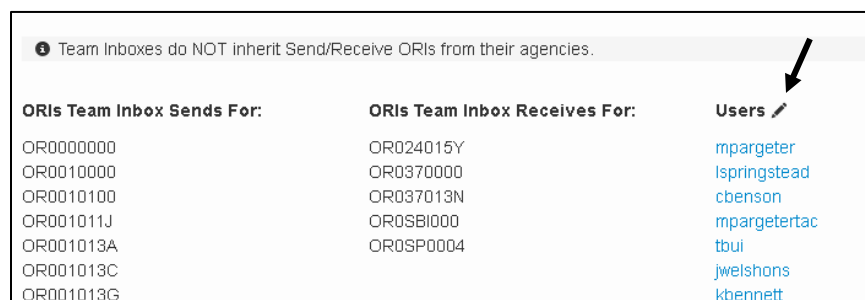 Team Inboxes do NOT inherit Send/Receive ORIs from their agencies.
ORIs Team Inbox Sends For: ORIs Team Inbox Receives For: Users
OR0000000 OR024015Y mpargeter
OR0010000 OR0370000 lspringstead
OR0010100 OR037013N cbenson
OR001011J OR0SBI000 mpargetertac
OR001013A OR0SP0004 tbui
OR001013C jwelshons
OR001013G kbennett